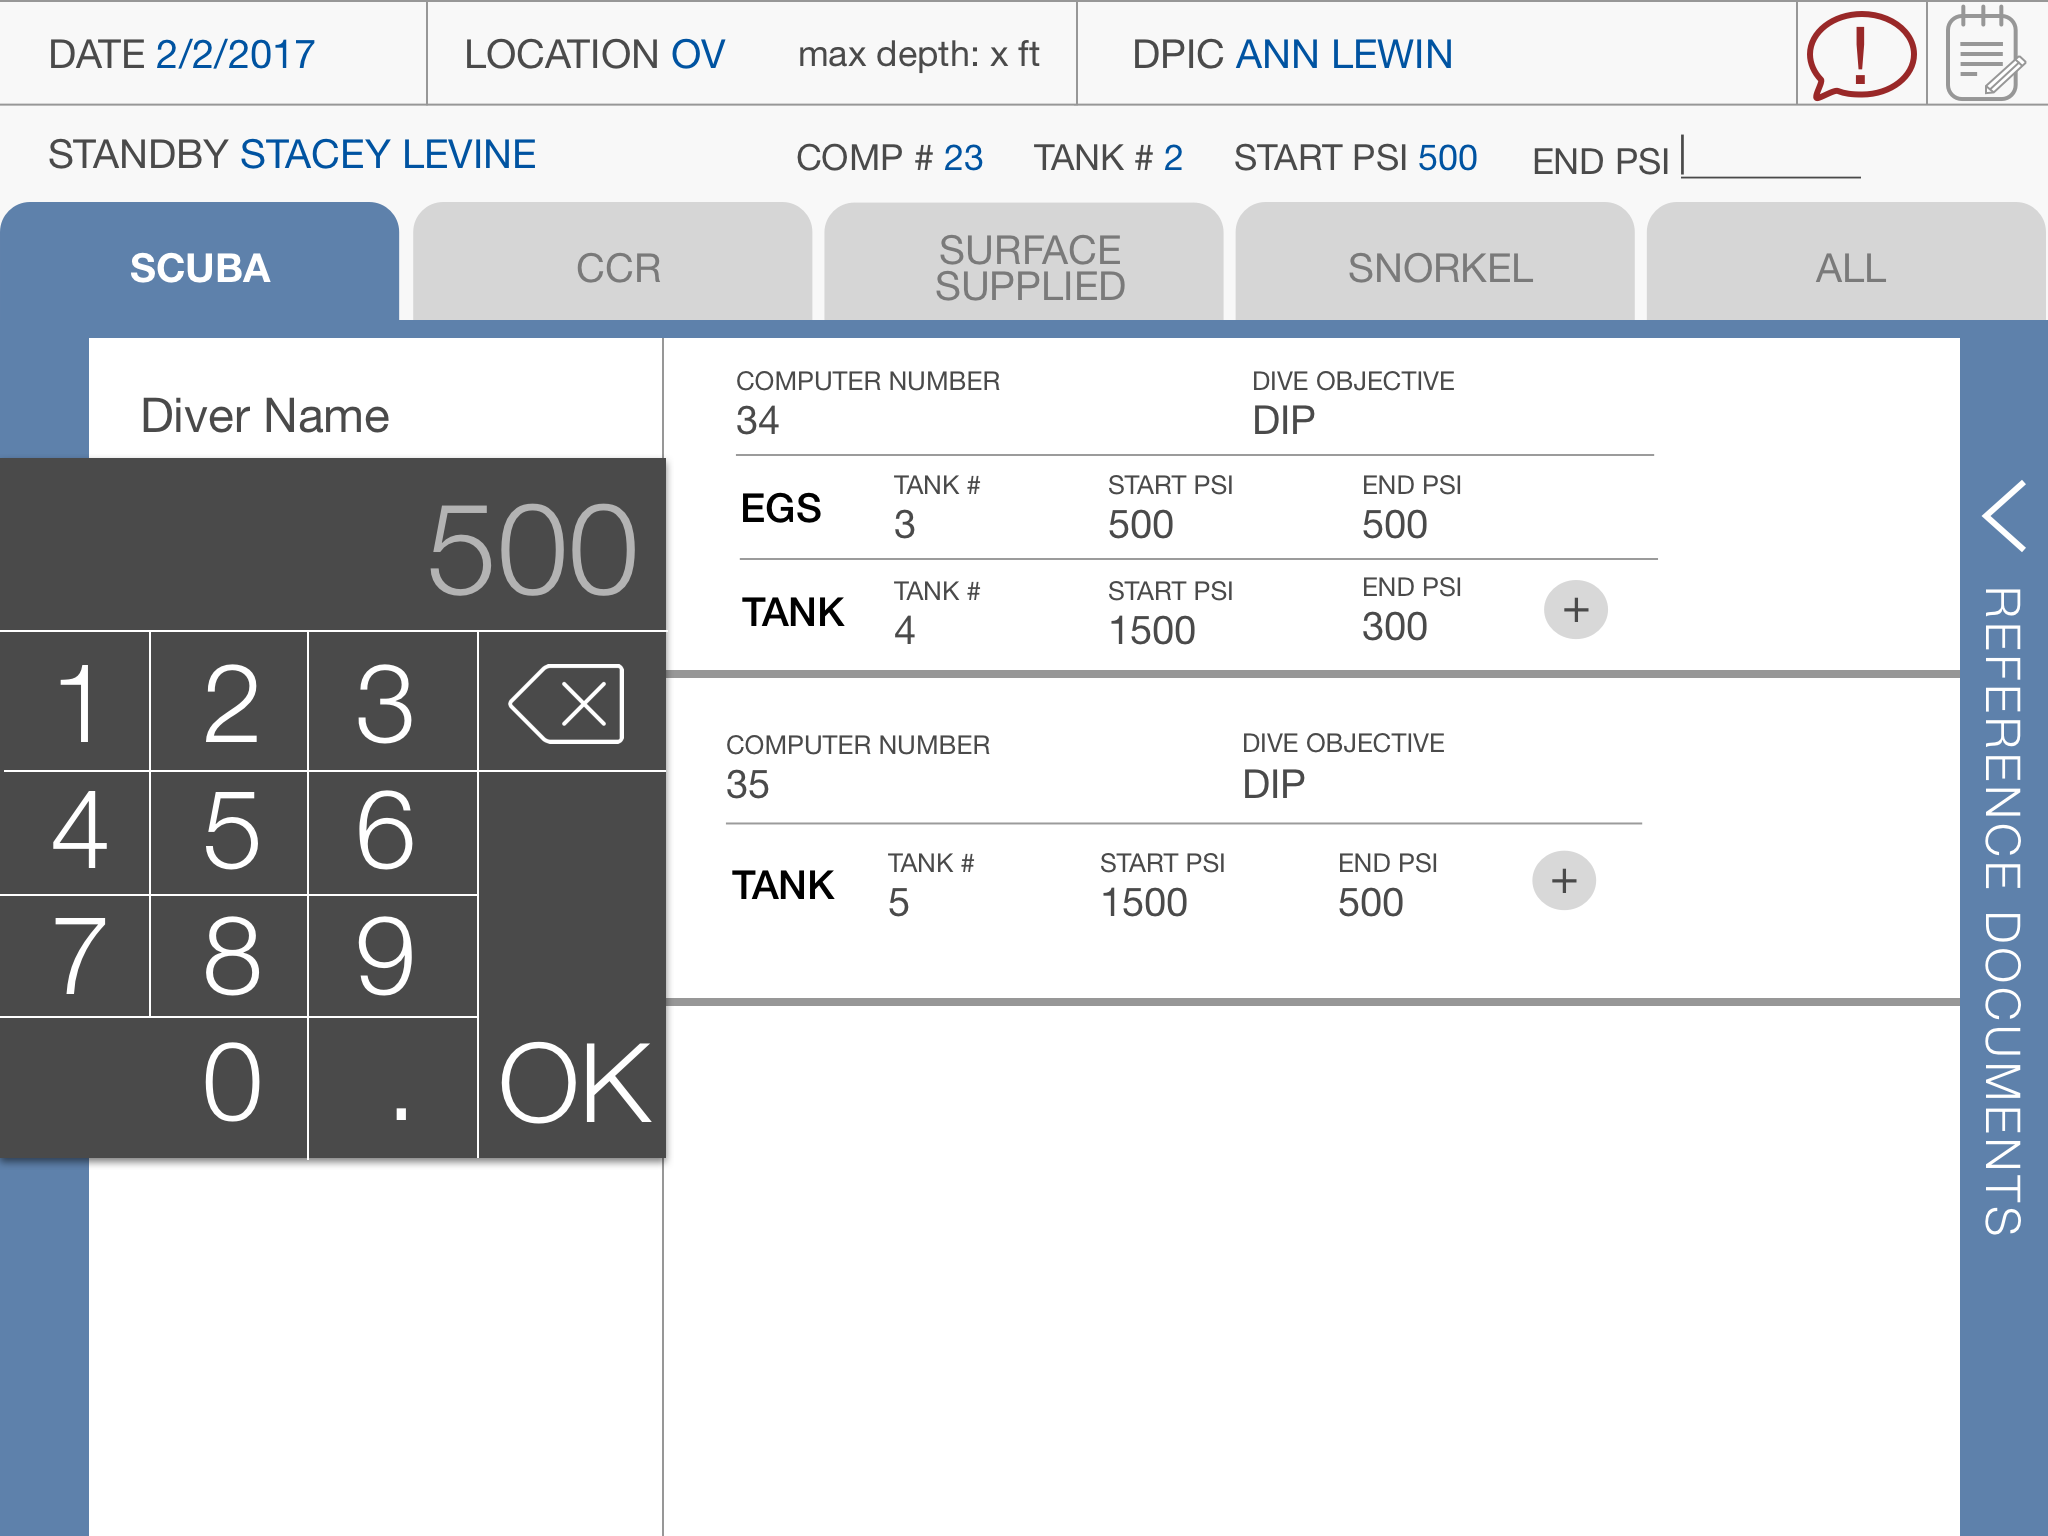 DATE 2/2/2017
LOCATION OV
max depth: x ft
DPIC ANN LEWIN
!
STANDBY STACEY LEVINE
COMP # 23
TANK # 2
START PSI 500
END PSI
SCUBA
CCR
SURFACE
SUPPLIED
SNORKEL
ALL
Diver Name
COMPUTER NUMBER
34
DIVE OBJECTIVE
DIP
EGS
TANK #
3
START PSI
500
END PSI
500
TANK
TANK #
4
START PSI
1500
END PSI
300
+
COMPUTER NUMBER
35
DIVE OBJECTIVE
DIP
TANK
TANK #
5
START PSI
1500
END PSI
500
+
500
1 2 3
4 5 6
7 8 9
0 . OK
REFERENCE DOCUMENTS